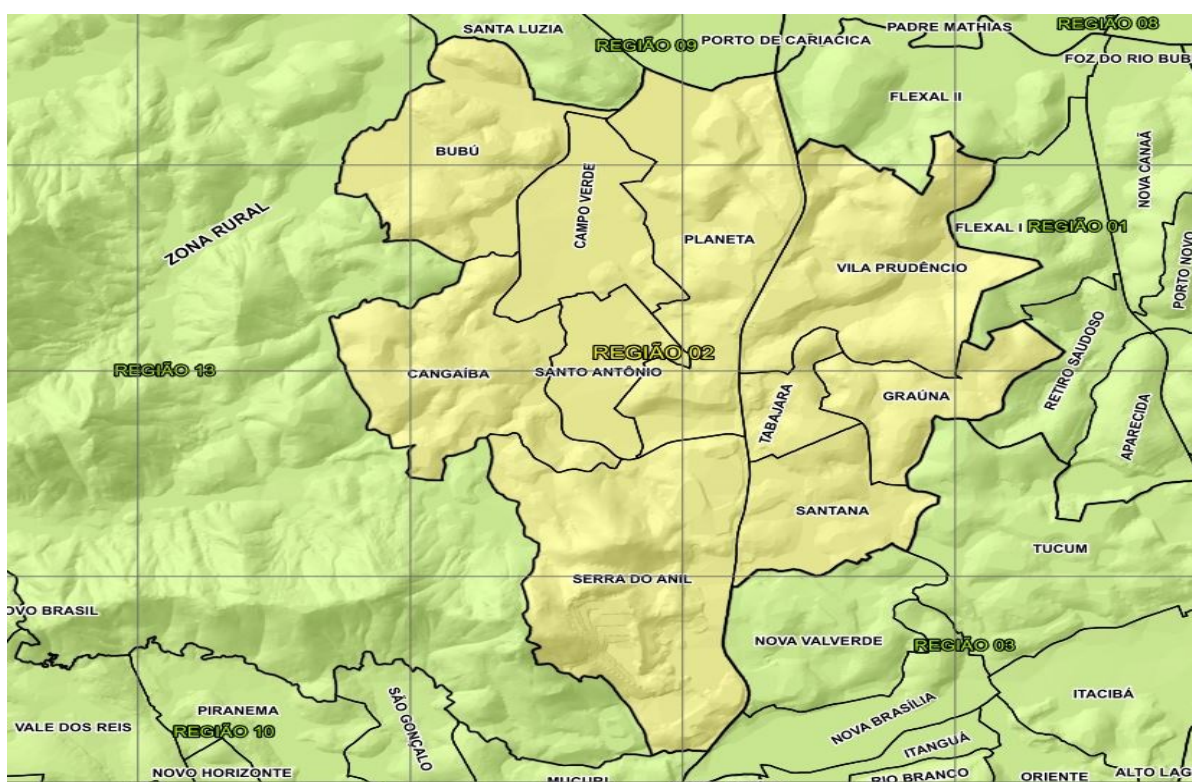 SANTA LUZIA
REGIÃO 09
PORTO DE CARIACICA
PADRE MATHIAS
REGIÃO 08
FOZ DO RIO BUB
FLEXAL II
BUBÚ
CAMPO VERDE
NOVA CANAÃ
ZONA RURAL
PLANETA
FLEXAL I
REGIÃO 01
VILA PRUDÊNCIO
PORTO NOVO
REGIÃO 02
RETIRO SAUDOSO
REGIÃO 13
CANGAÍBA
SANTO ANTÔNIO
TABAJARA
GRAÚNA
APARECIDA
SANTANA
TUCUM
SERRA DO ANIL
OVO BRASIL
NOVA VALVERDE
REGIÃO 03
ITACIBÁ
SÃO GONÇALO
PIRANEMA
NOVA BRASÍLIA
VALE DOS REIS
REGIÃO 10
ITANGUÁ
NOVO HORIZONTE
MUCURI
RIO BRANCO
ORIENTE
ALTO LAG